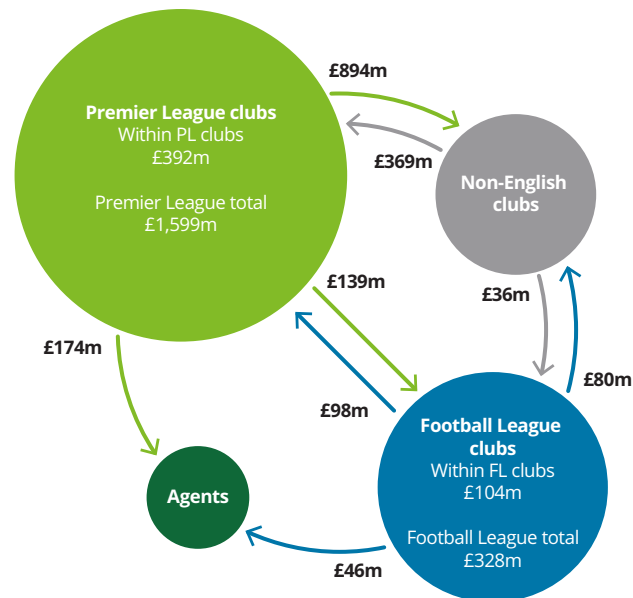 £894m
Premier League clubs
Within PL clubs
£392m
Premier League total
£1,599m
£369m
Non-English
clubs
£139m
£36m
£174m
£80m
£98m
Football League
clubs
Within FL clubs
£104m
Football League total
£328m
Agents
£46m